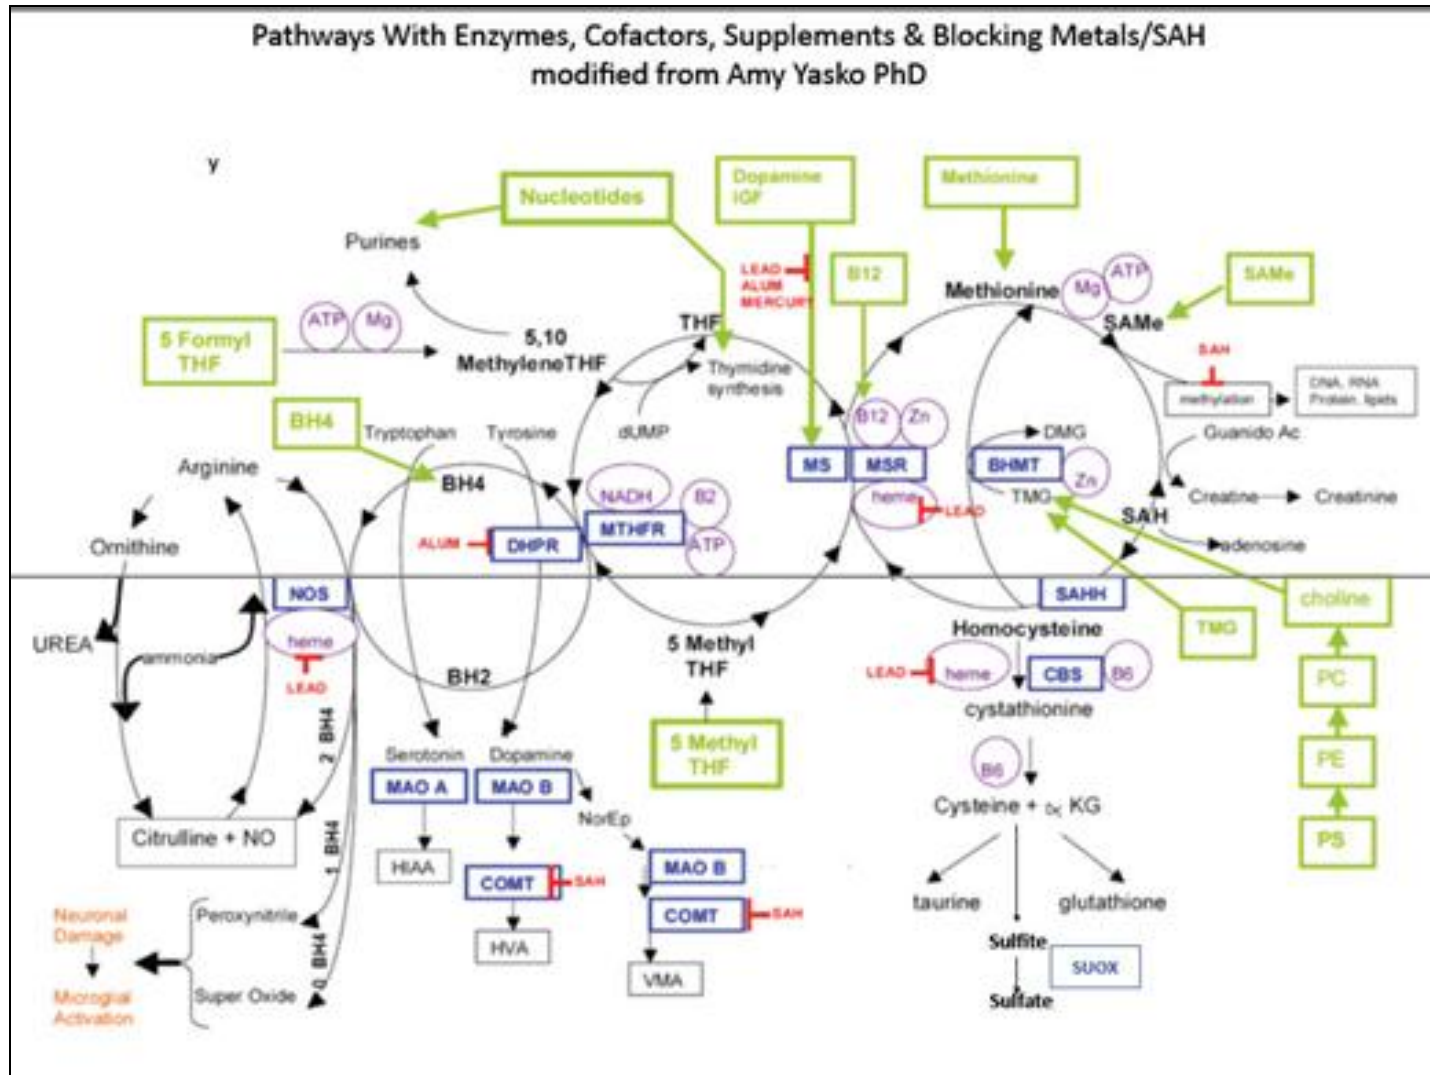 Pathways With Enzymes, Cofactors, Supplements & Blocking Metals/SAH
modified from Amy Yasko PhD
y
Nucleotides
Dopamine
IGF
Methionine
Purines
LEAD
ALUM
MERCURY
B12
SAMe
ATP
Mg
Methionine
Mg
ATP
SAMe
5 Formyl
THF
5,10
MethyleneTHF
THF
Thymidine
synthesis
SAH
methylation
DNA, RNA
Protein, lipids
BH4
Tryptophan
Tyrosine
dUMP
B12
Zn
DMG
Guanido Ac
Arginine
BH4
MS
MSR
BHMT
Zn
NADH
B2
heme
LEAD
TMG
Creatine
Creatinine
MTHFR
SAH
Ornithine
ALUM
DHPR
ATP
adenosine
NOS
SAHH
choline
UREA
ammonia
heme
LEAD
5 Methyl
THF
Homocysteine
TMG
BH2
LEAD
heme
CBS
B6
PC
cystathionine
2 BH4
Serotonin
Dopamine
5 Methyl
THF
B6
PE
MAO A
MAO B
Cysteine + ∝ KG
NorEp
Citrulline + NO
PS
1 BH4
HIAA
MAO B
COMT
SAH
taurine
glutathione
Neuronal
Damage
Peroxynitrile
COMT
SAH
HVA
Sulfite
SUOX
0 BH4
VMA
Microglial
Activation
Super Oxide
Sulfate